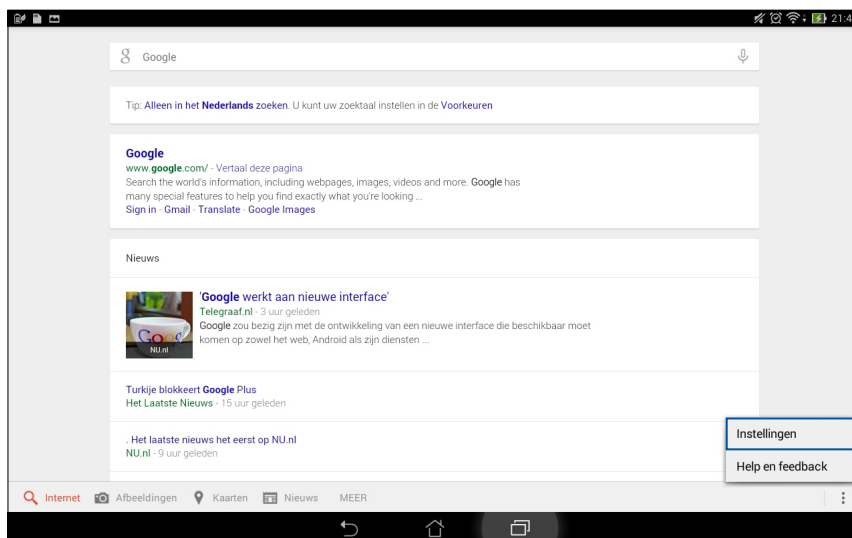 21:4
Google
Tip: Alleen in het Nederlands zoeken. U kunt uw zoektaal instellen in de Voorkeuren
Google
www.google.com/ - Vertaal deze pagina
Search the world's information, including webpages, images, videos and more. Google has
many special features to help you find exactly what you're looking ...
Sign in - Gmail - Translate - Google Images
Nieuws
'Google werkt aan nieuwe interface'
Telegraaf.nl - 3 uur geleden
Google zou bezig zijn met de ontwikkeling van een nieuwe interface die beschikbaar moet
komen op zowel het web, Android als zijn diensten ...
NU.nl
Turkije blokkeert Google Plus
Het Laatste Nieuws - 15 uur geleden
. Het laatste nieuws het eerst op NU.nl
NU.nl - 9 uur geleden
Instellingen
Help en feedback
Internet Afbeeldingen Kaarten Nieuws MEER